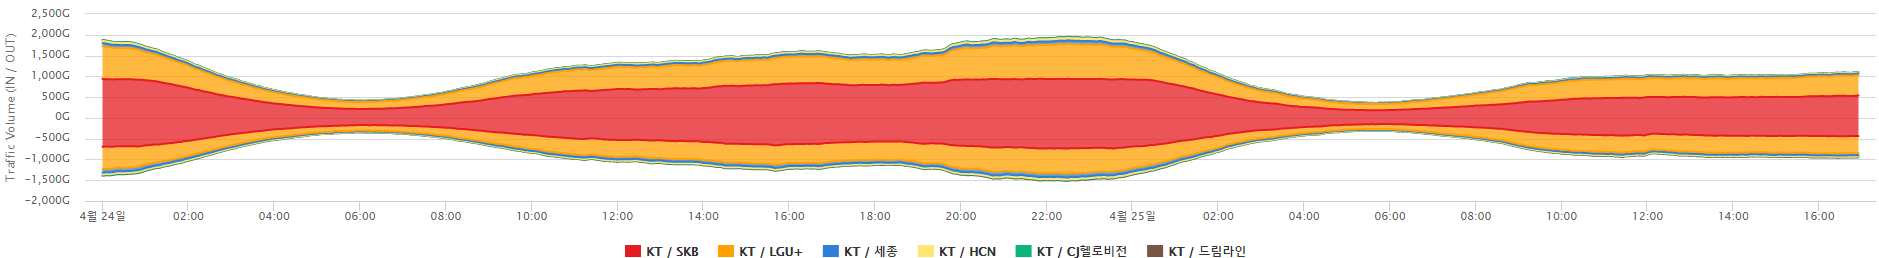 Traffic Volume (IN / OUT)
2,500G
2,000G
1,500G
1,000G
500G
0G
-500G
-1,000G
-1,500G
-2,000G
4월 24일 02:00 04:00 06:00 08:00 10:00 12:00 14:00 16:00 18:00 20:00 22:00 4월 25일 02:00 04:00 06:00 08:00 10:00 12:00 14:00 16:00
KT / SKB KT / LGU+ KT / 세종 KT / HCN KT / CJ헬로비전 KT / 드림라인